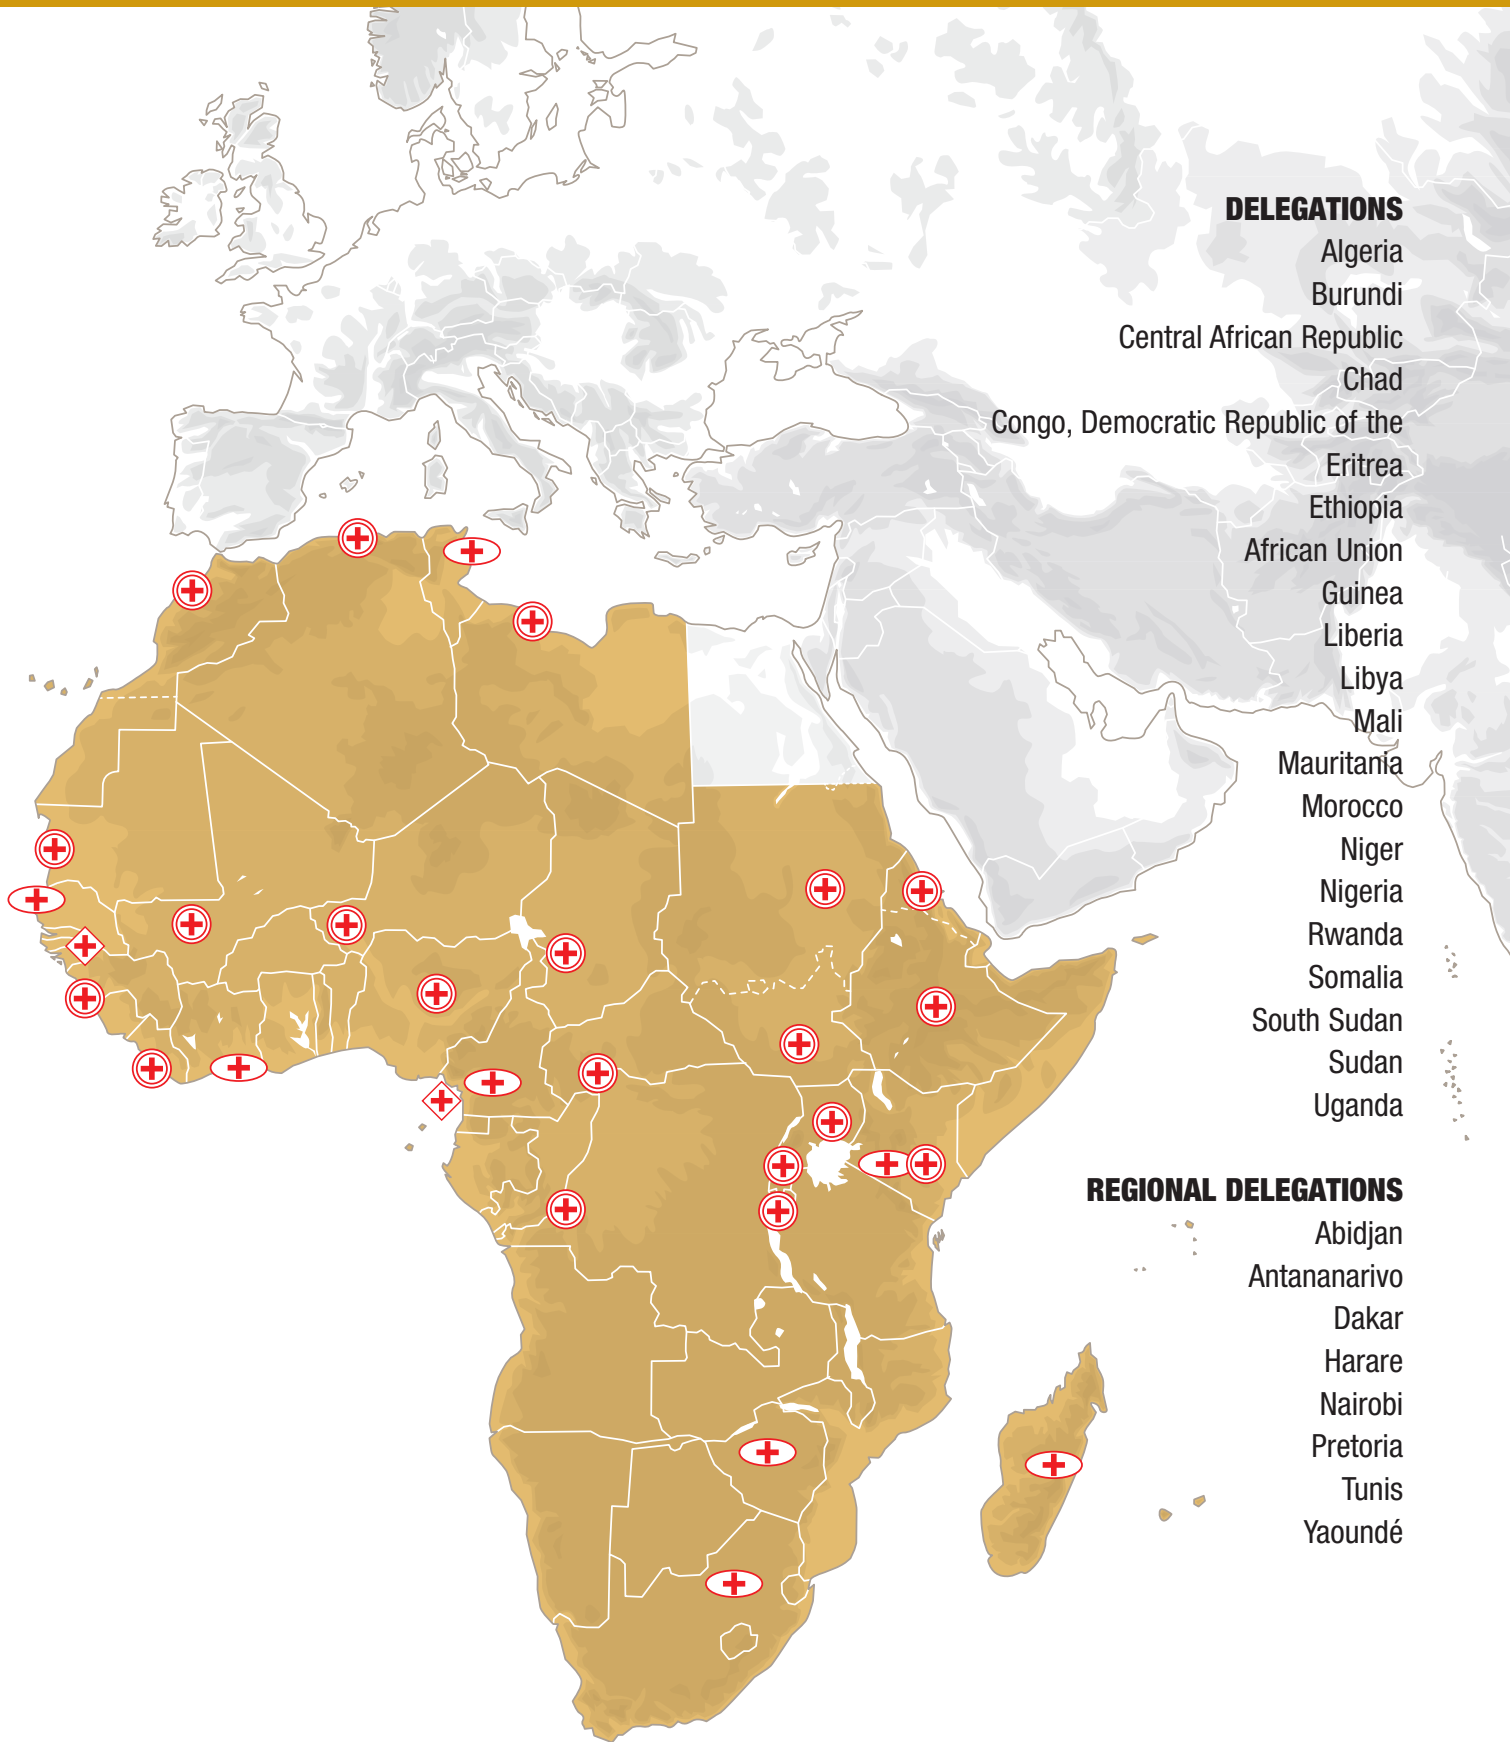 DELEGATIONS
Algeria
Burundi
Central African Republic
Chad
Congo, Democratic Republic of the
Eritrea
Ethiopia
African Union
Guinea
Liberia
Libya
Mali
Mauritania
Morocco
Niger
Nigeria
Rwanda
Somalia
South Sudan
Sudan
Uganda
REGIONAL DELEGATIONS
Abidjan
Antananarivo
Dakar
Harare
Nairobi
Pretoria
Tunis
Yaoundé